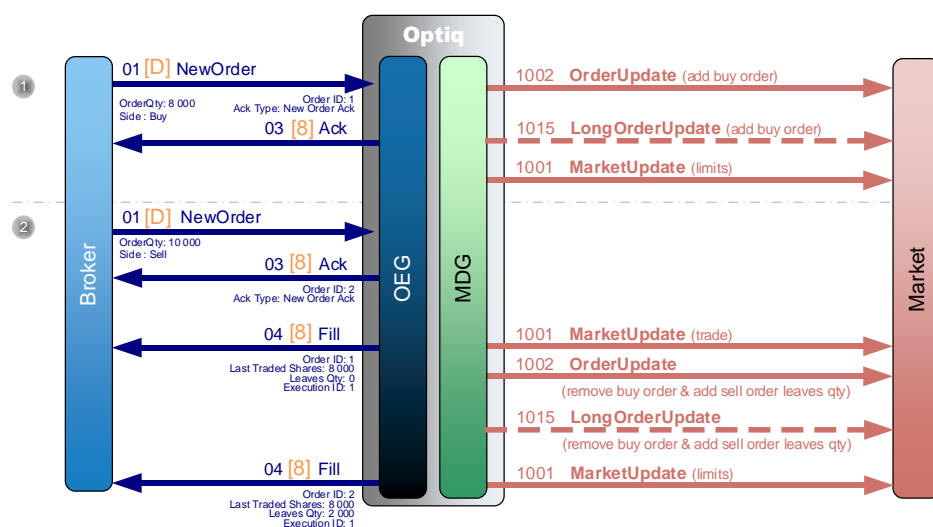 Optiq
1
01 [D] NewOrder
OrderQty: 8 000
Side : Buy
Order ID: 1
Ack Type: New Order Ack
03 [8] Ack
1002 OrderUpdate (add buy order)
1015 LongOrderUpdate (add buy order)
1001 MarketUpdate (limits)
2
01 [D] NewOrder
OrderQty: 10 000
Side : Sell
03 [8] Ack
Order ID: 2
Ack Type: New Order Ack
Broker
OEG
MDG
Market
04 [8] Fill
Order ID: 1
Last Traded Shares: 8 000
Leaves Qty: 0
Execution ID: 1
1001 MarketUpdate (trade)
1002 OrderUpdate
(remove buy order & add sell order leaves qty)
1015 LongOrderUpdate
(remove buy order & add sell order leaves qty)
04 [8] Fill
Order ID: 2
Last Traded Shares: 8 000
Leaves Qty: 2 000
Execution ID: 1
1001 MarketUpdate (limits)